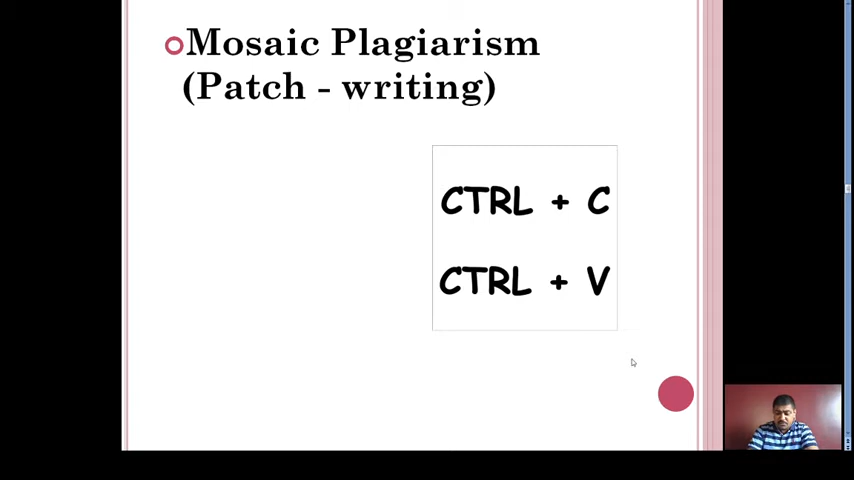 Mosaic Plagiarism
(Patch - writing)
CTRL + C
CTRL + V